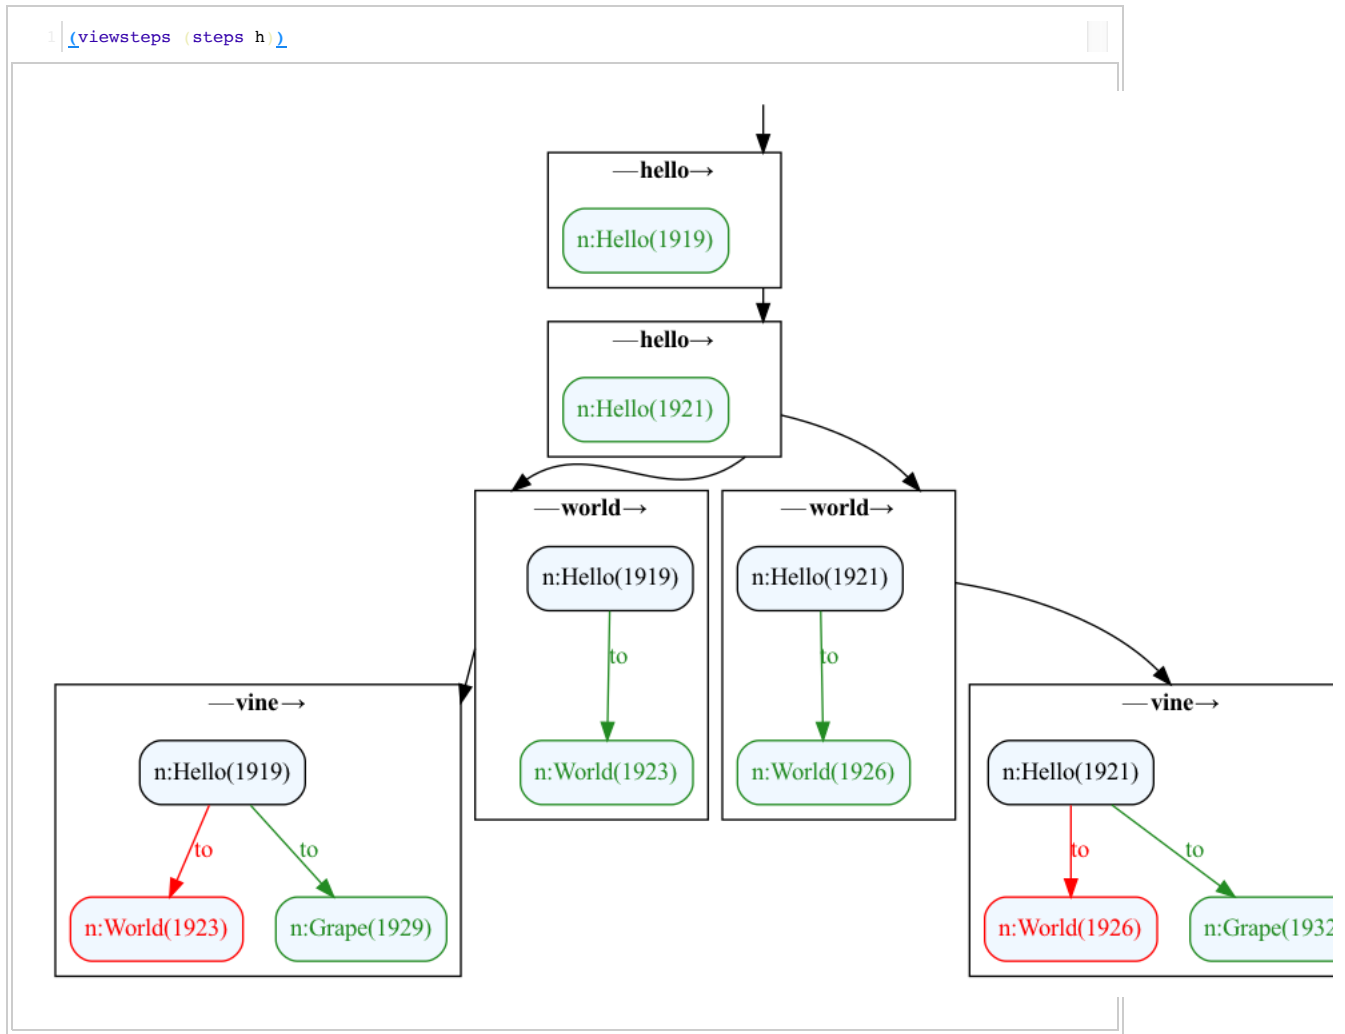 1 (viewsteps (steps h))
—hello→
n:Hello(1919)
—hello→
n:Hello(1921)
—world→
n:Hello(1919)
to
n:World(1923)
—world→
n:Hello(1921)
to
n:World(1926)
—vine→
n:Hello(1919)
to
to
n:World(1923)
n:Grape(1929)
—vine→
n:Hello(1921)
to
to
n:World(1926)
n:Grape(1932